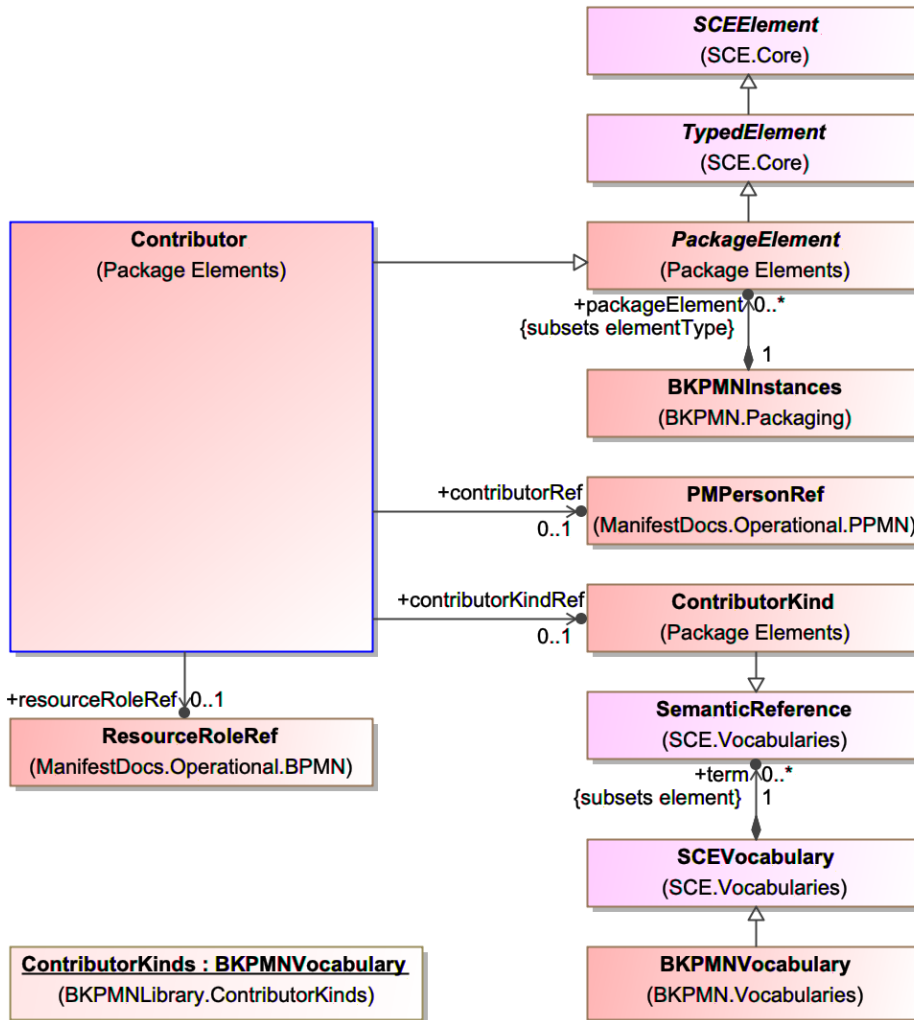 SCEElement
(SCE.Core)
TypedElement
(SCE.Core)
Contributor
(Package Elements)
PackageElement
(Package Elements)
+packageElement 0..*
{subsets elementType}
1
BKPMNInstances
(BKPMN.Packaging)
+contributorRef
0..1
PMPersonRef
(ManifestDocs.Operational.PPMN)
+contributorKindRef
0..1
ContributorKind
(Package Elements)
+resourceRoleRef 0..1
ResourceRoleRef
(ManifestDocs.Operational.BPMN)
SemanticReference
(SCE.Vocabularies)
+term 0..*
{subsets element} 1
SCEVocabulary
(SCE.Vocabularies)
ContributorKinds : BKPMNVocabulary
(BKPMNLibrary.ContributorKinds)
BKPMNVocabulary
(BKPMN.Vocabularies)